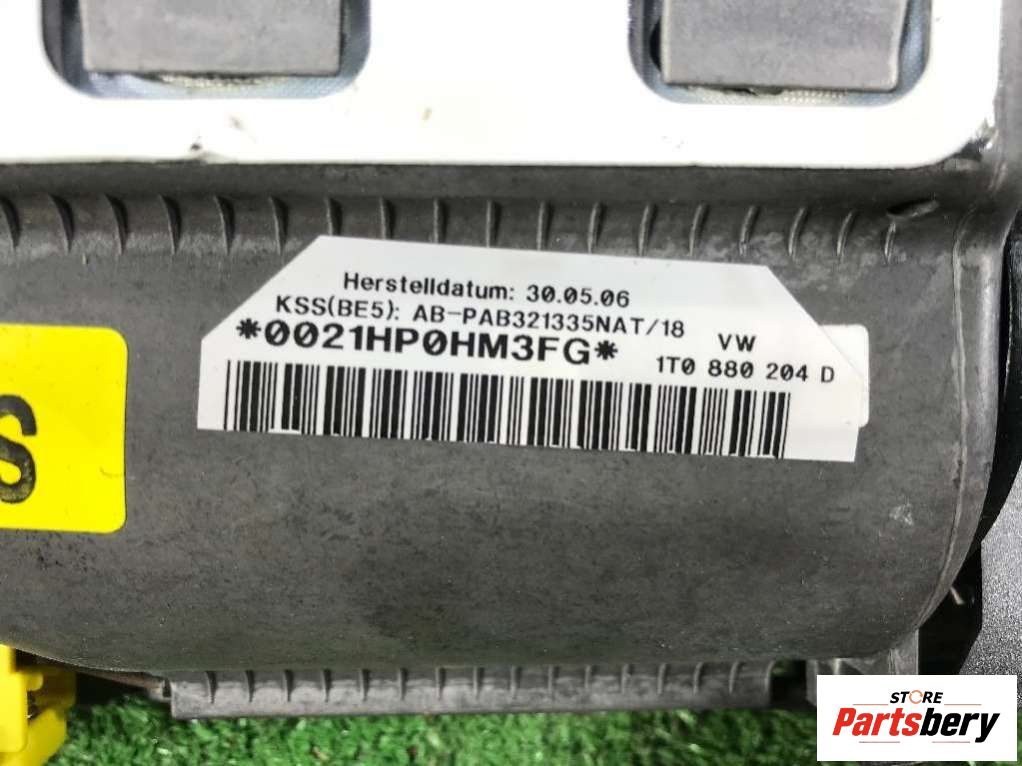 Herstelldatum: 30.05.06
KSS(BE5): AB-PAB321335NAT/18 VW
*0021HP0HM3FG* 1T0 880 204 D
S
STORE
Partsbery